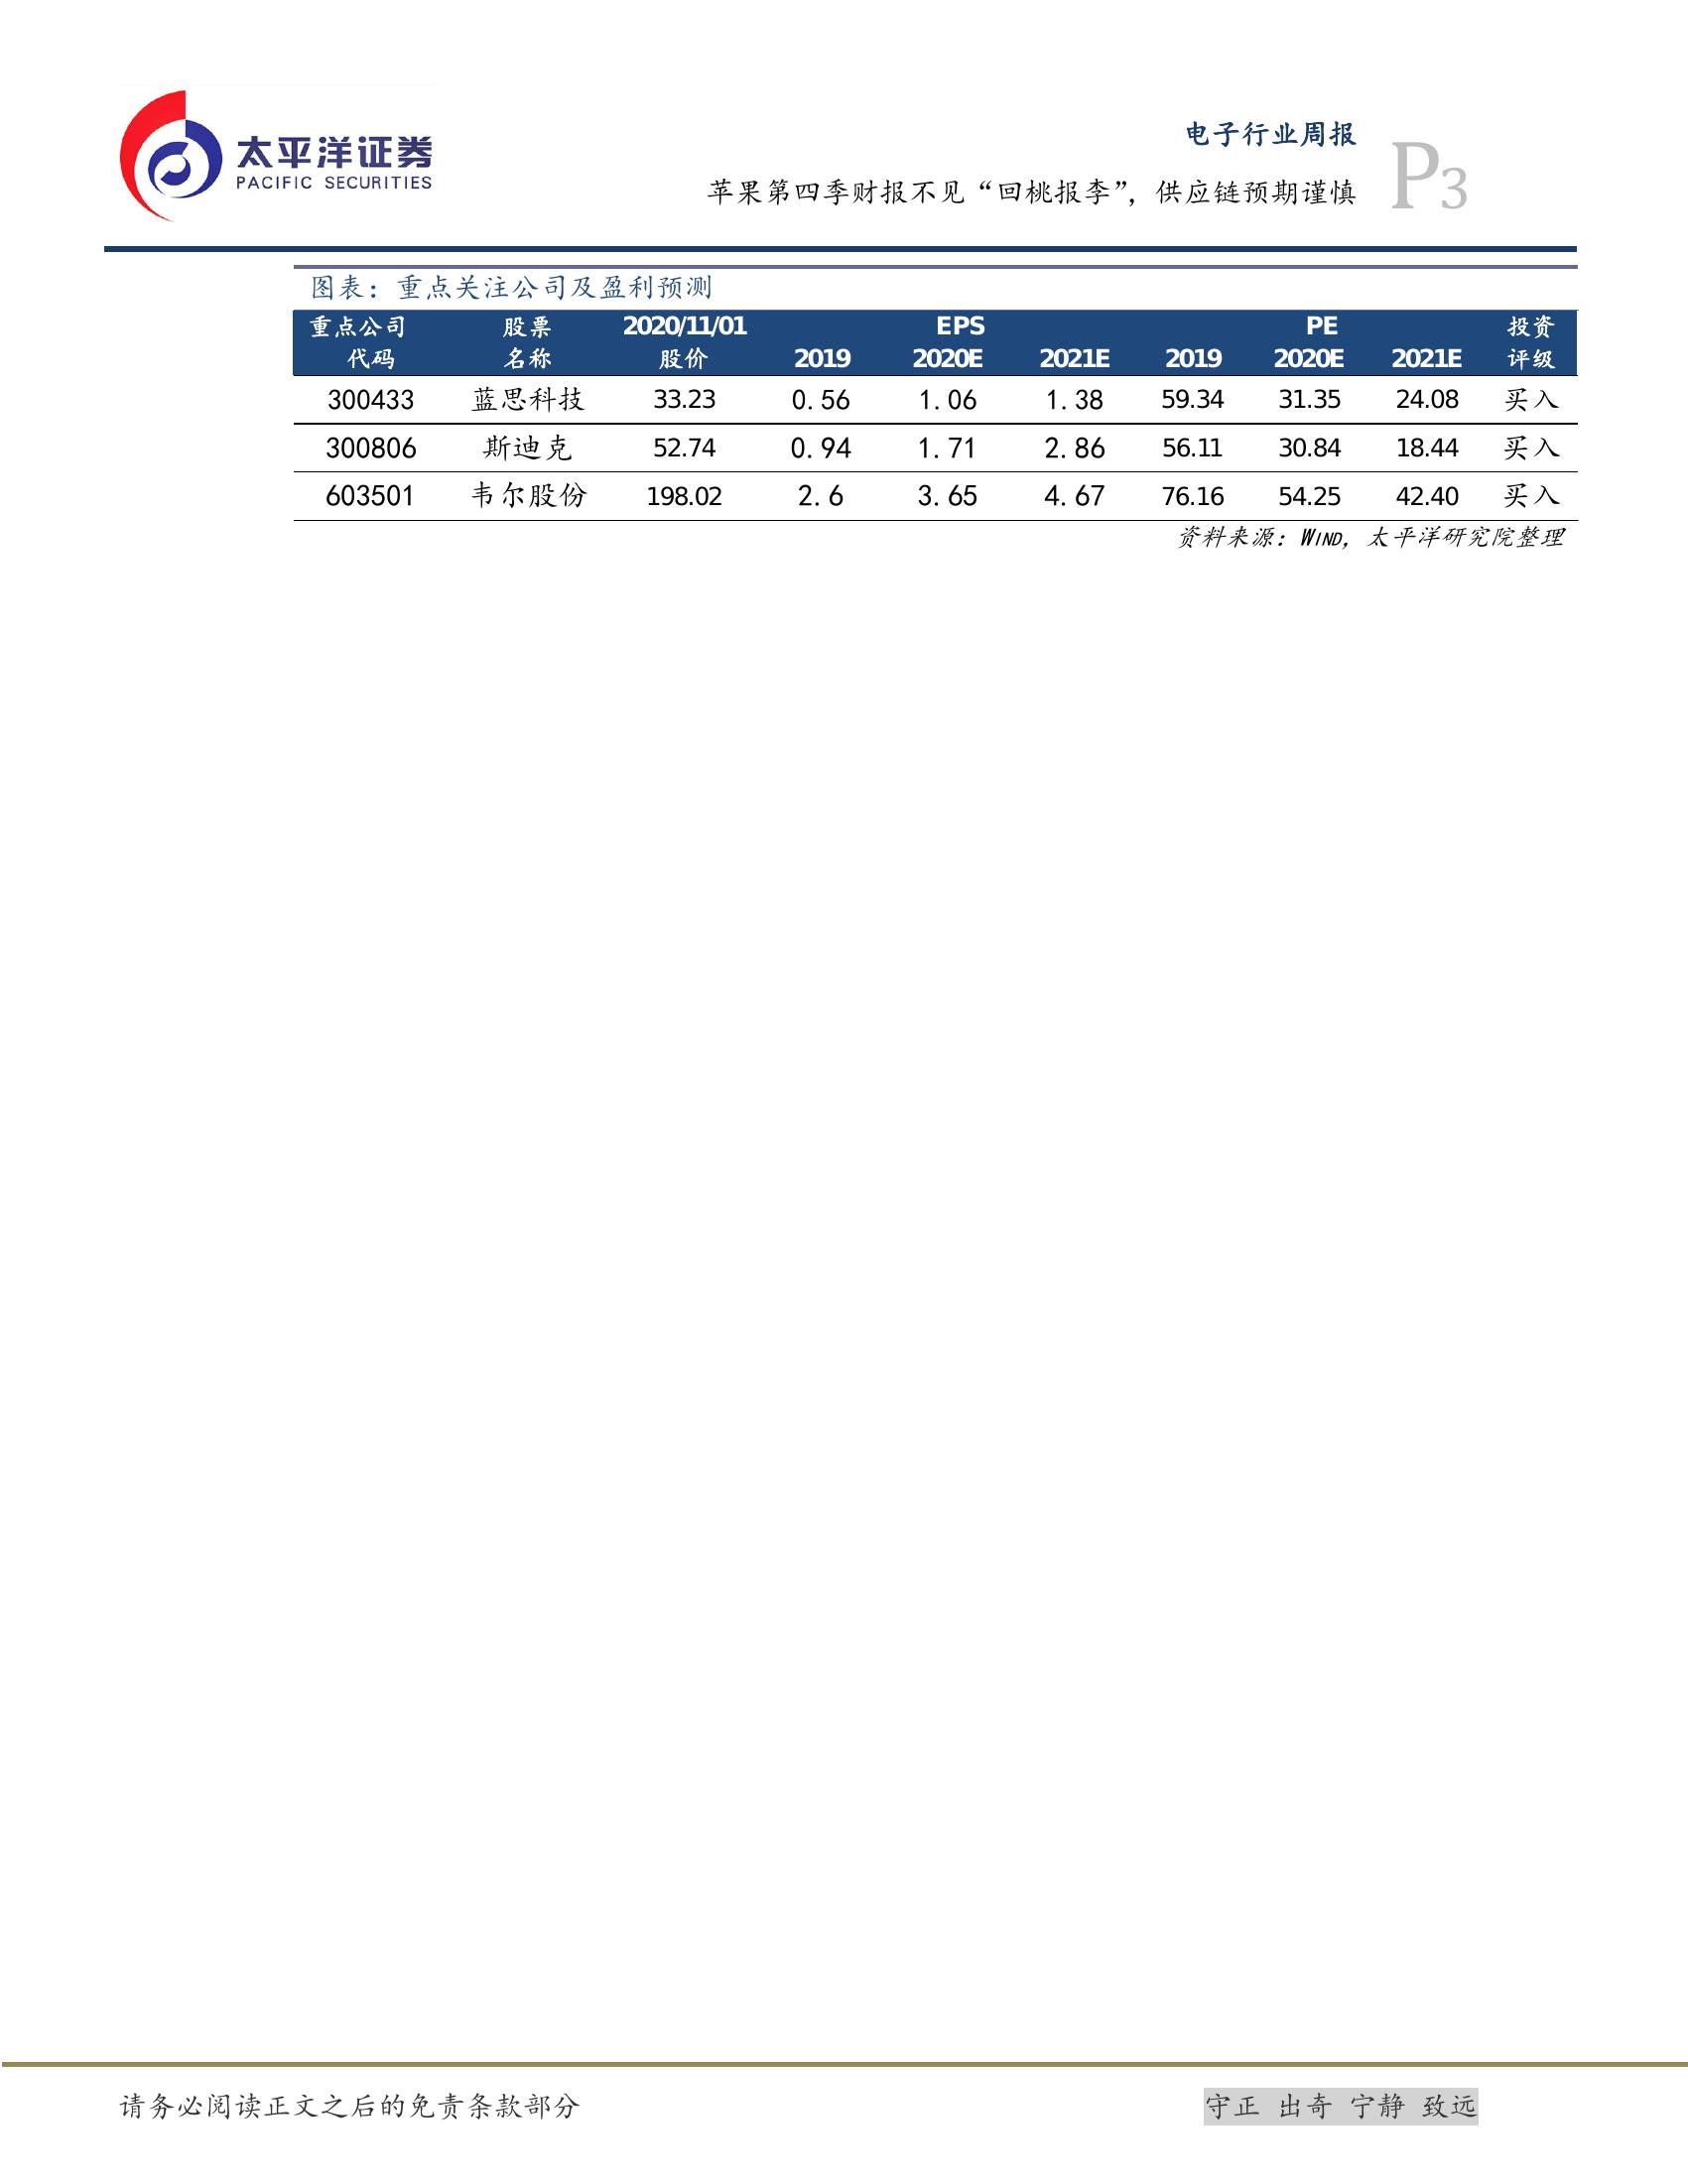 太平洋证券
PACIFIC SECURITIES
电子行业周报
苹果第四季财报不见“回桃报李”，供应链预期谨慎
P3
图表：重点关注公司及盈利预测
重点公司 股票 2020/11/01 EPS PE 投资
代码 名称 股价 2019 2020E 2021E 2019 2020E 2021E 评级
300433 蓝思科技 33.23 0.56 1.06 1.38 59.34 31.35 24.08 买入
300806 斯迪克 52.74 0.94 1.71 2.86 56.11 30.84 18.44 买入
603501 韦尔股份 198.02 2.6 3.65 4.67 76.16 54.25 42.40 买入
资料来源：WIND，太平洋研究院整理
请务必阅读正文之后的免责条款部分
守正 出奇 宁静 致远